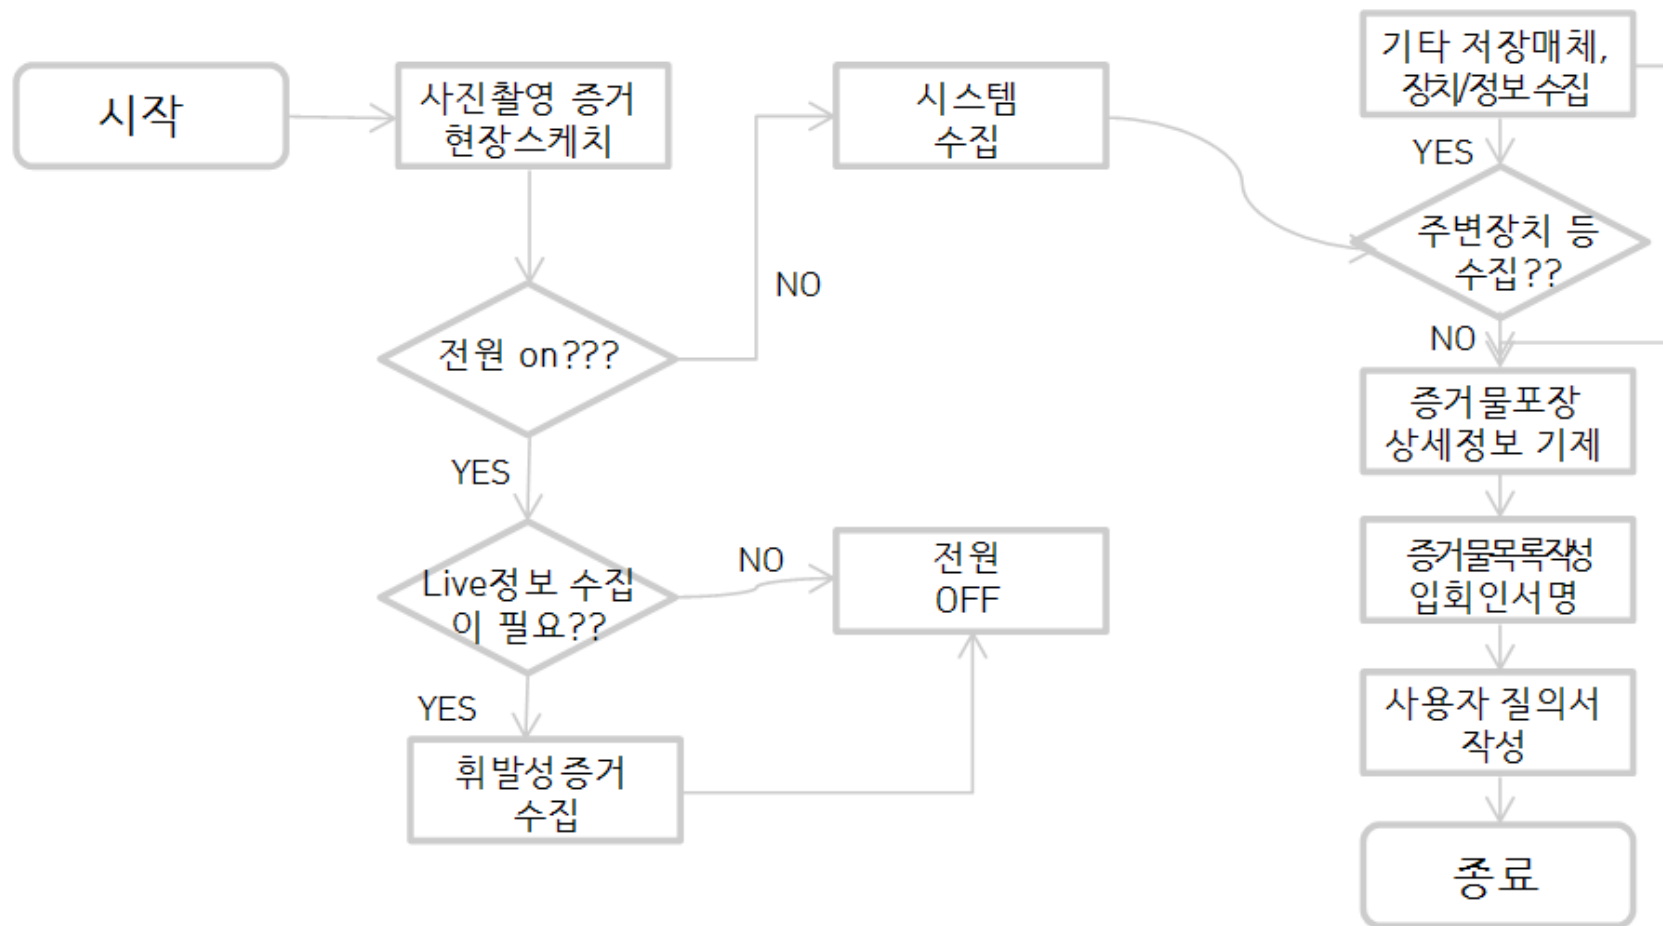 시작
사진촬영 증거
현장스케치
전원 on???
YES
NO
Live정보 수집
이 필요??
NO
YES
휘발성증거
수집
전원
OFF
시스템
수집
기타 저장매체,
장치/정보수집
YES
주변장치 등
수집??
NO
증거물포장
상세정보 기제
증거물목록작성
입회인서명
사용자 질의서
작성
종료